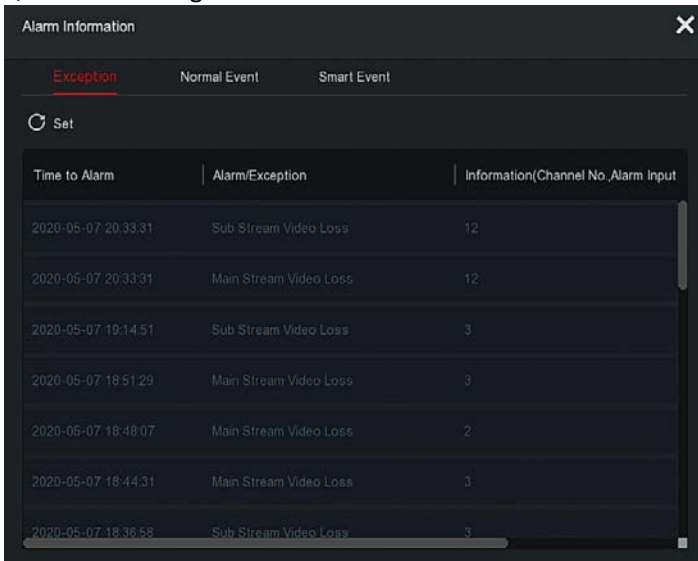 Alarm Information
Exception Normal Event Smart Event
Set
Time to Alarm Alarm/Exception Information(Channel No.,Alarm Input
2020-05-07 20:33:31 Sub Stream Video Loss 12
2020-05-07 20:33:31 Main Stream Video Loss 12
2020-05-07 19:14:51 Sub Stream Video Loss 3
2020-05-07 18:51:29 Main Stream Video Loss 3
2020-05-07 18:48:07 Main Stream Video Loss 2
2020-05-07 18:44:31 Main Stream Video Loss 3
2020-05-07 18:36:58 Sub Stream Video Loss 3